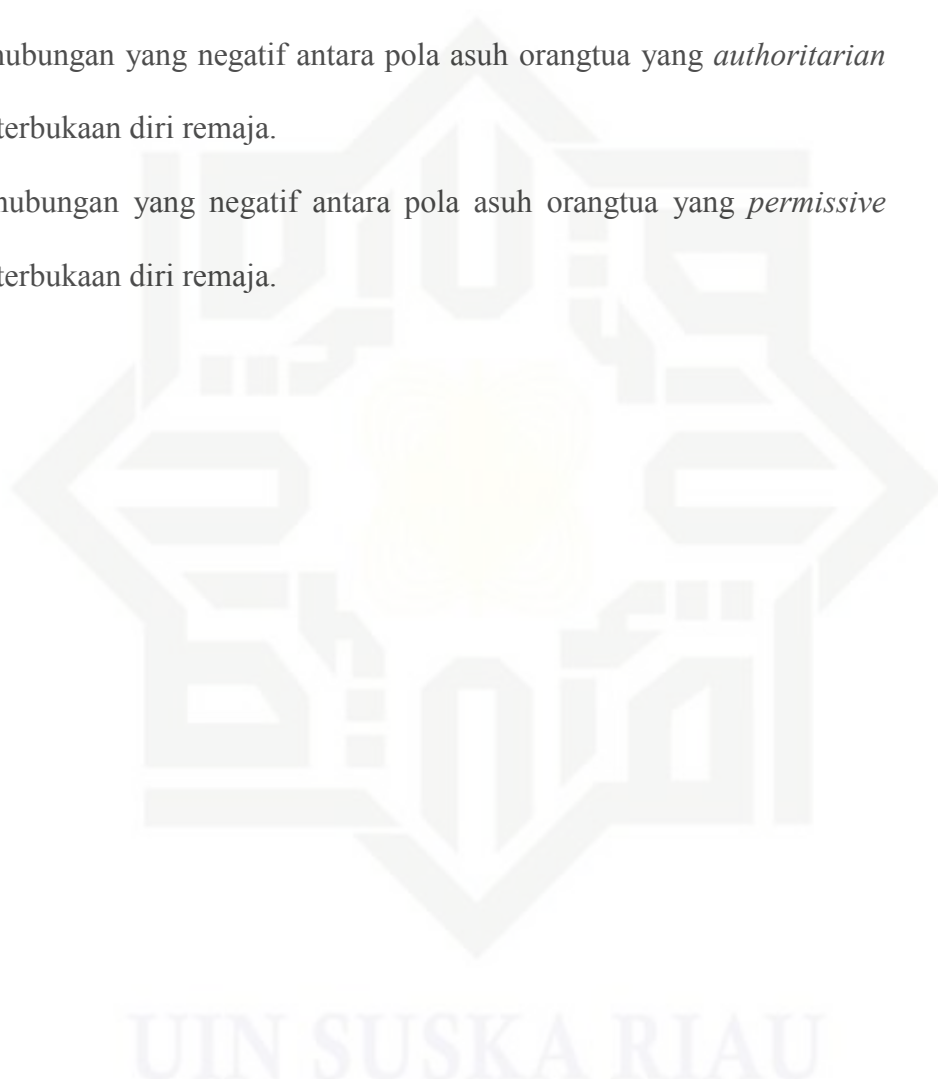 hubungan yang negatif antara pola asuh orangtua yang authoritarian
terbukaan diri remaja.
hubungan yang negatif antara pola asuh orangtua yang permissive
terbukaan diri remaja.
UIN SUSKA RIAU